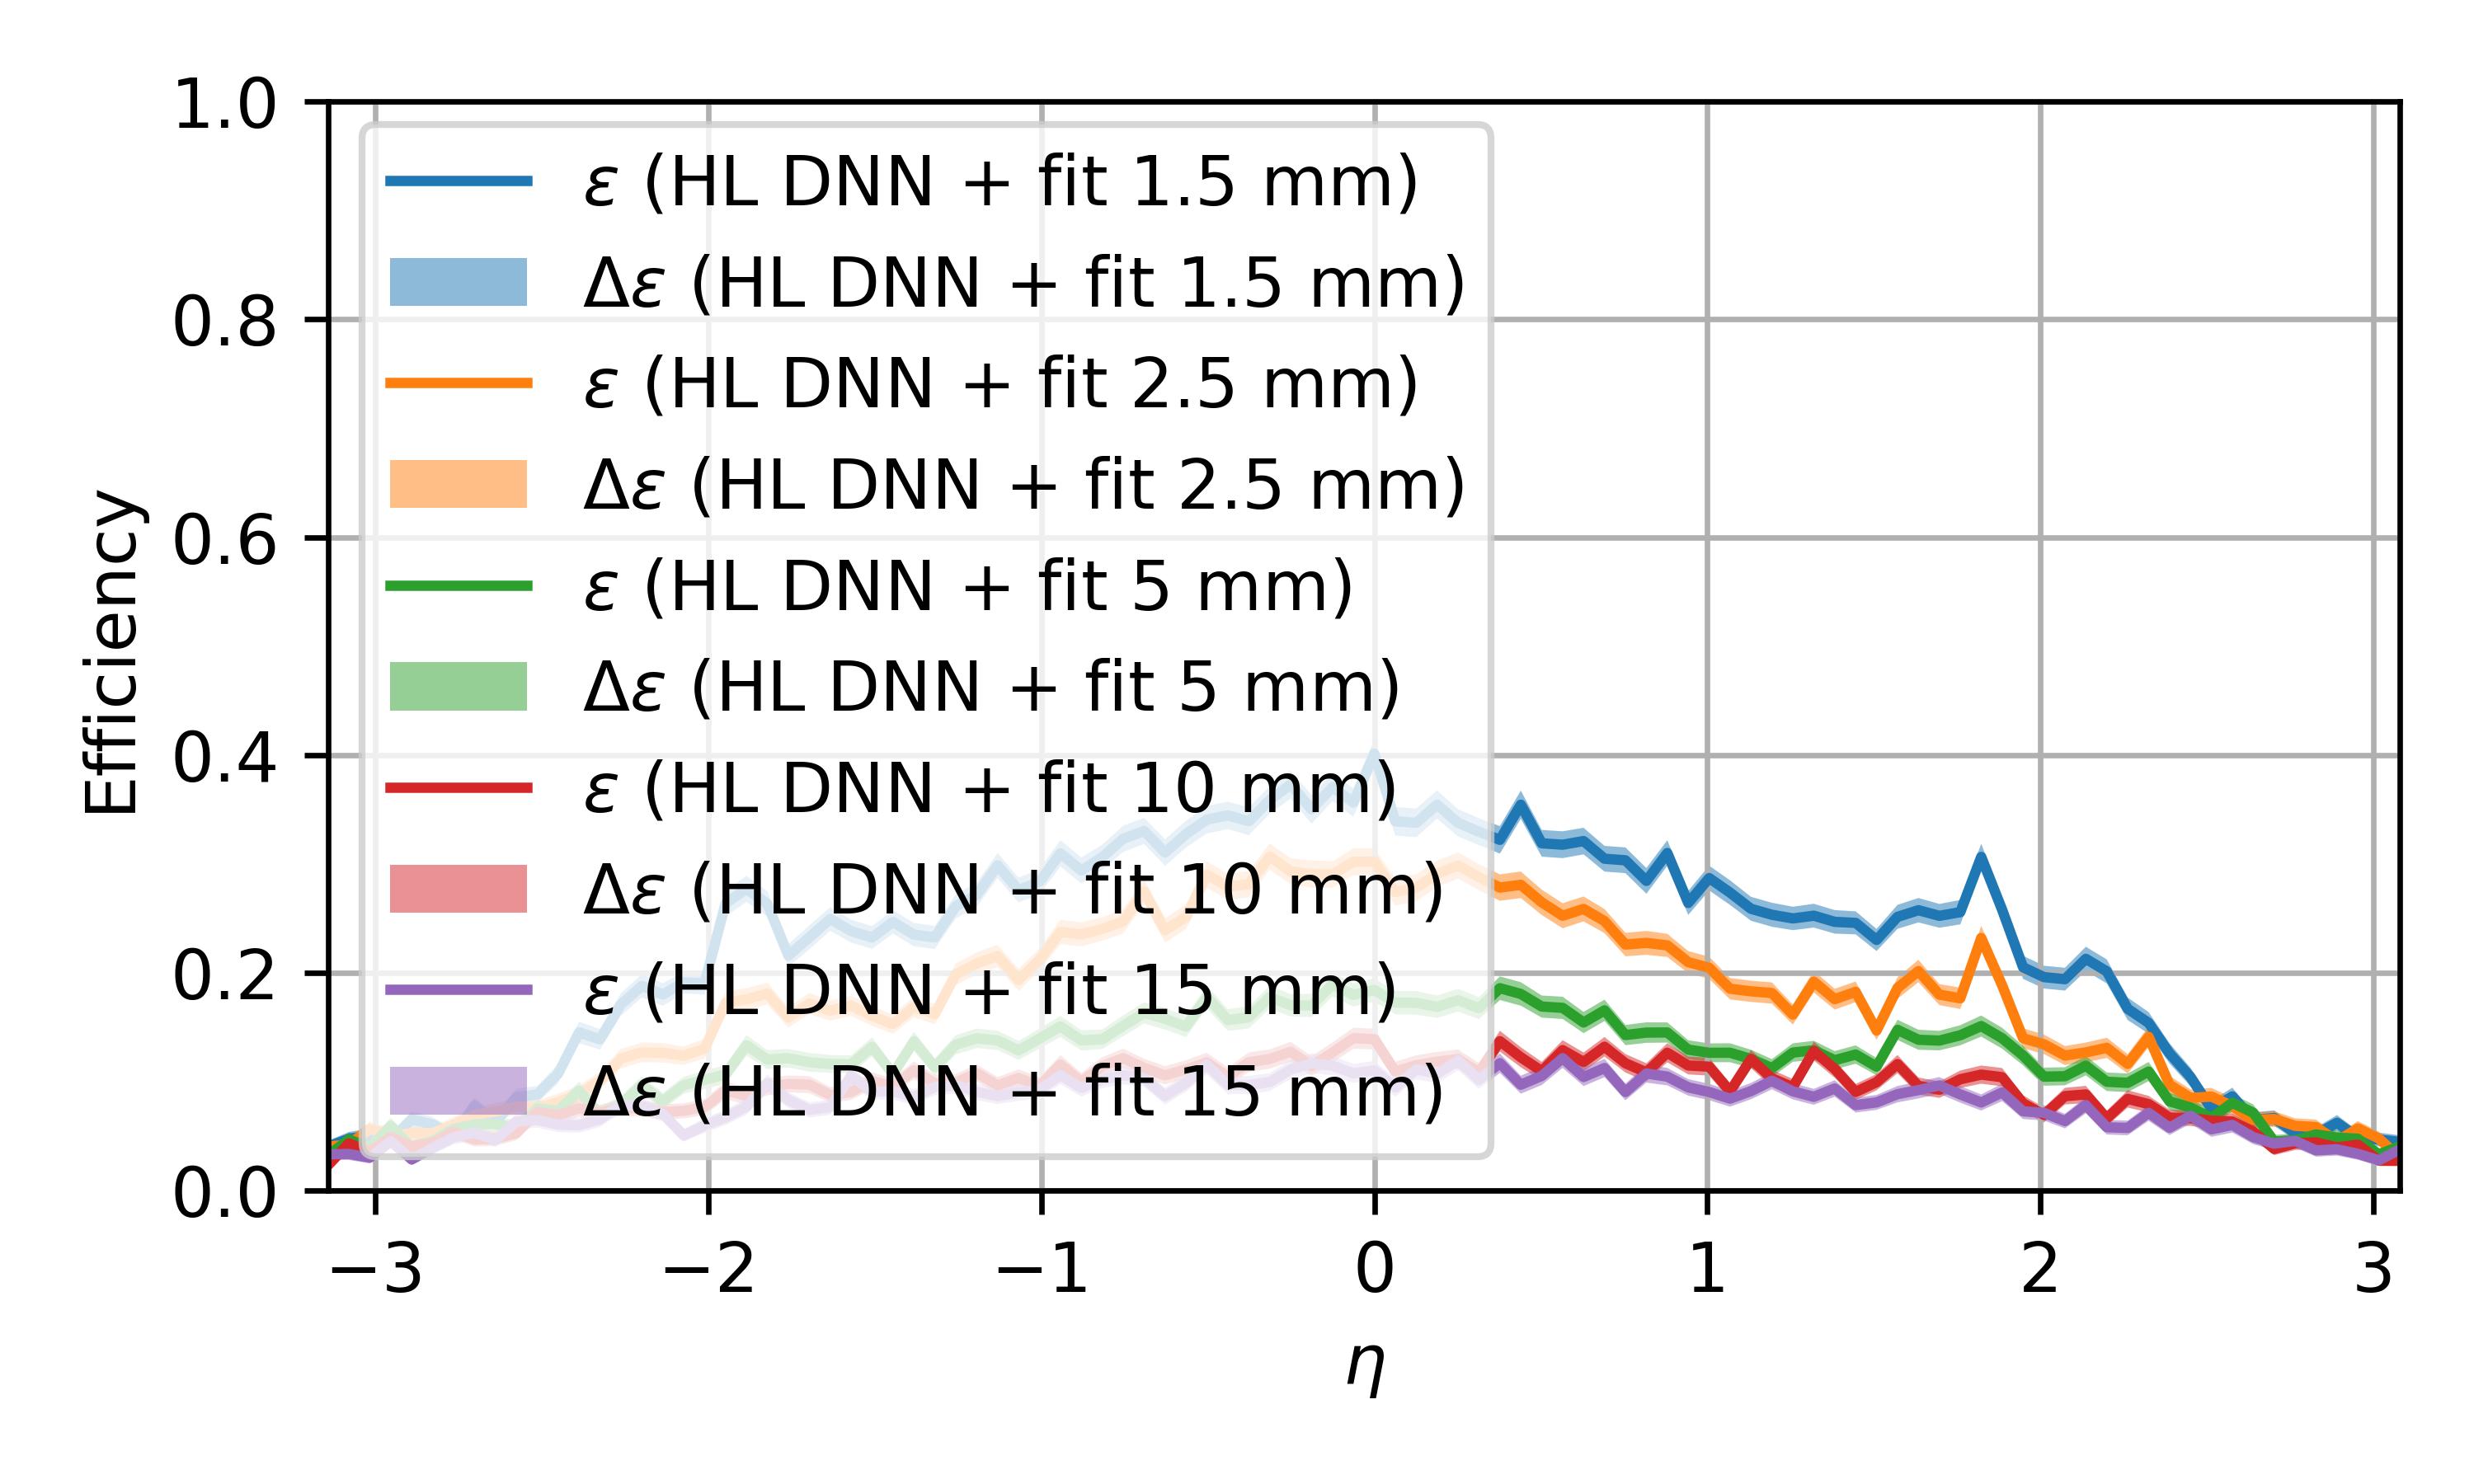 1.0
0.8
0.6
0.4
0.2
0.0
Efficiency
ε (HL DNN + fit 1.5 mm)
Δε (HL DNN + fit 1.5 mm)
ε (HL DNN + fit 2.5 mm)
Δε (HL DNN + fit 2.5 mm)
ε (HL DNN + fit 5 mm)
Δε (HL DNN + fit 5 mm)
ε (HL DNN + fit 10 mm)
Δε (HL DNN + fit 10 mm)
ε (HL DNN + fit 15 mm)
Δε (HL DNN + fit 15 mm)
−3 −2 −1 0 1 2 3
η